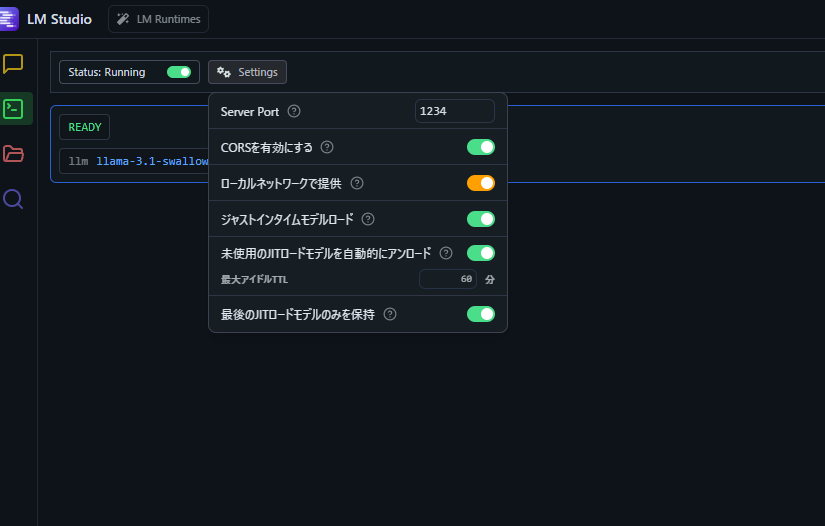 LM Studio
LM Runtimes
Status: Running
Settings
Server Port
1234
CORSを有効にする
ローカルネットワークで提供
ジャストインタイムモデルロード
未使用のJITロードモデルを自動的にアンロード
最大アイドルTTL
60 分
最後のJITロードモデルのみを保持
READY
llm llama-3.1-swallow